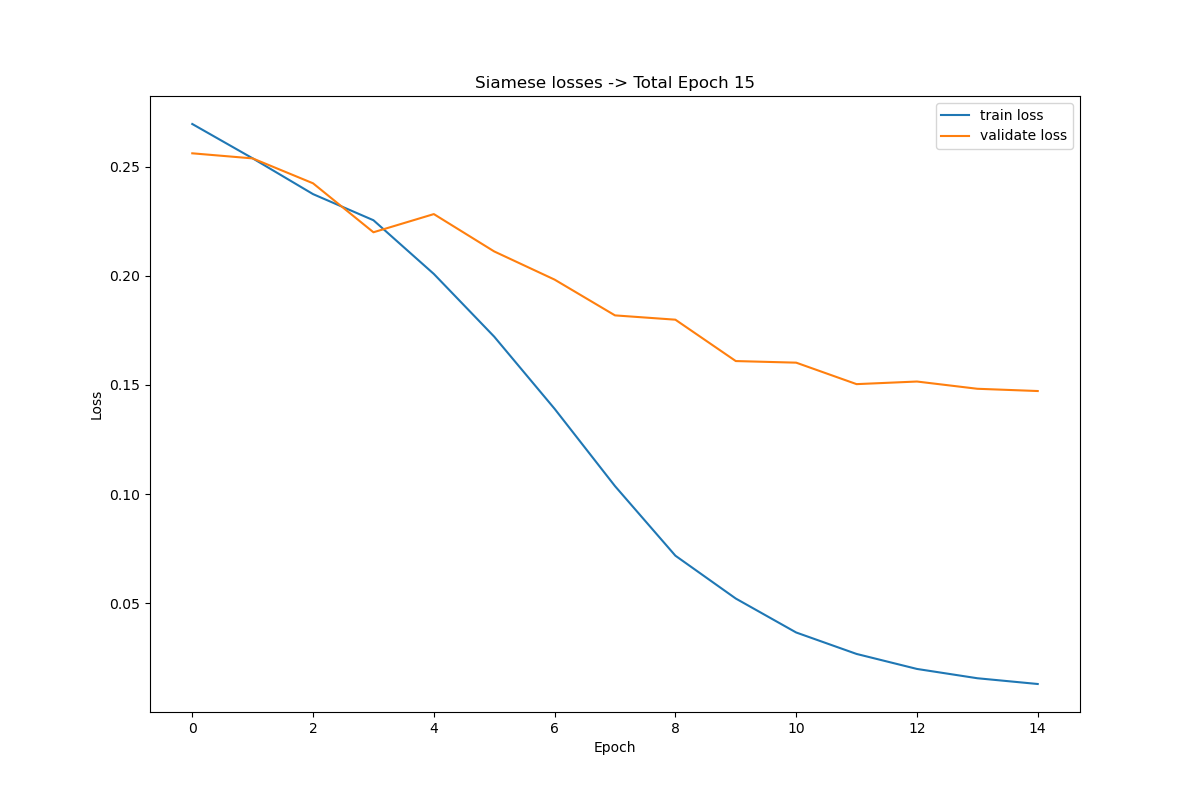 Siamese losses -> Total Epoch 15
train loss
validate loss
0.25
0.20
0.15
0.10
0.05
Loss
0 2 4 6 8 10 12 14
Epoch